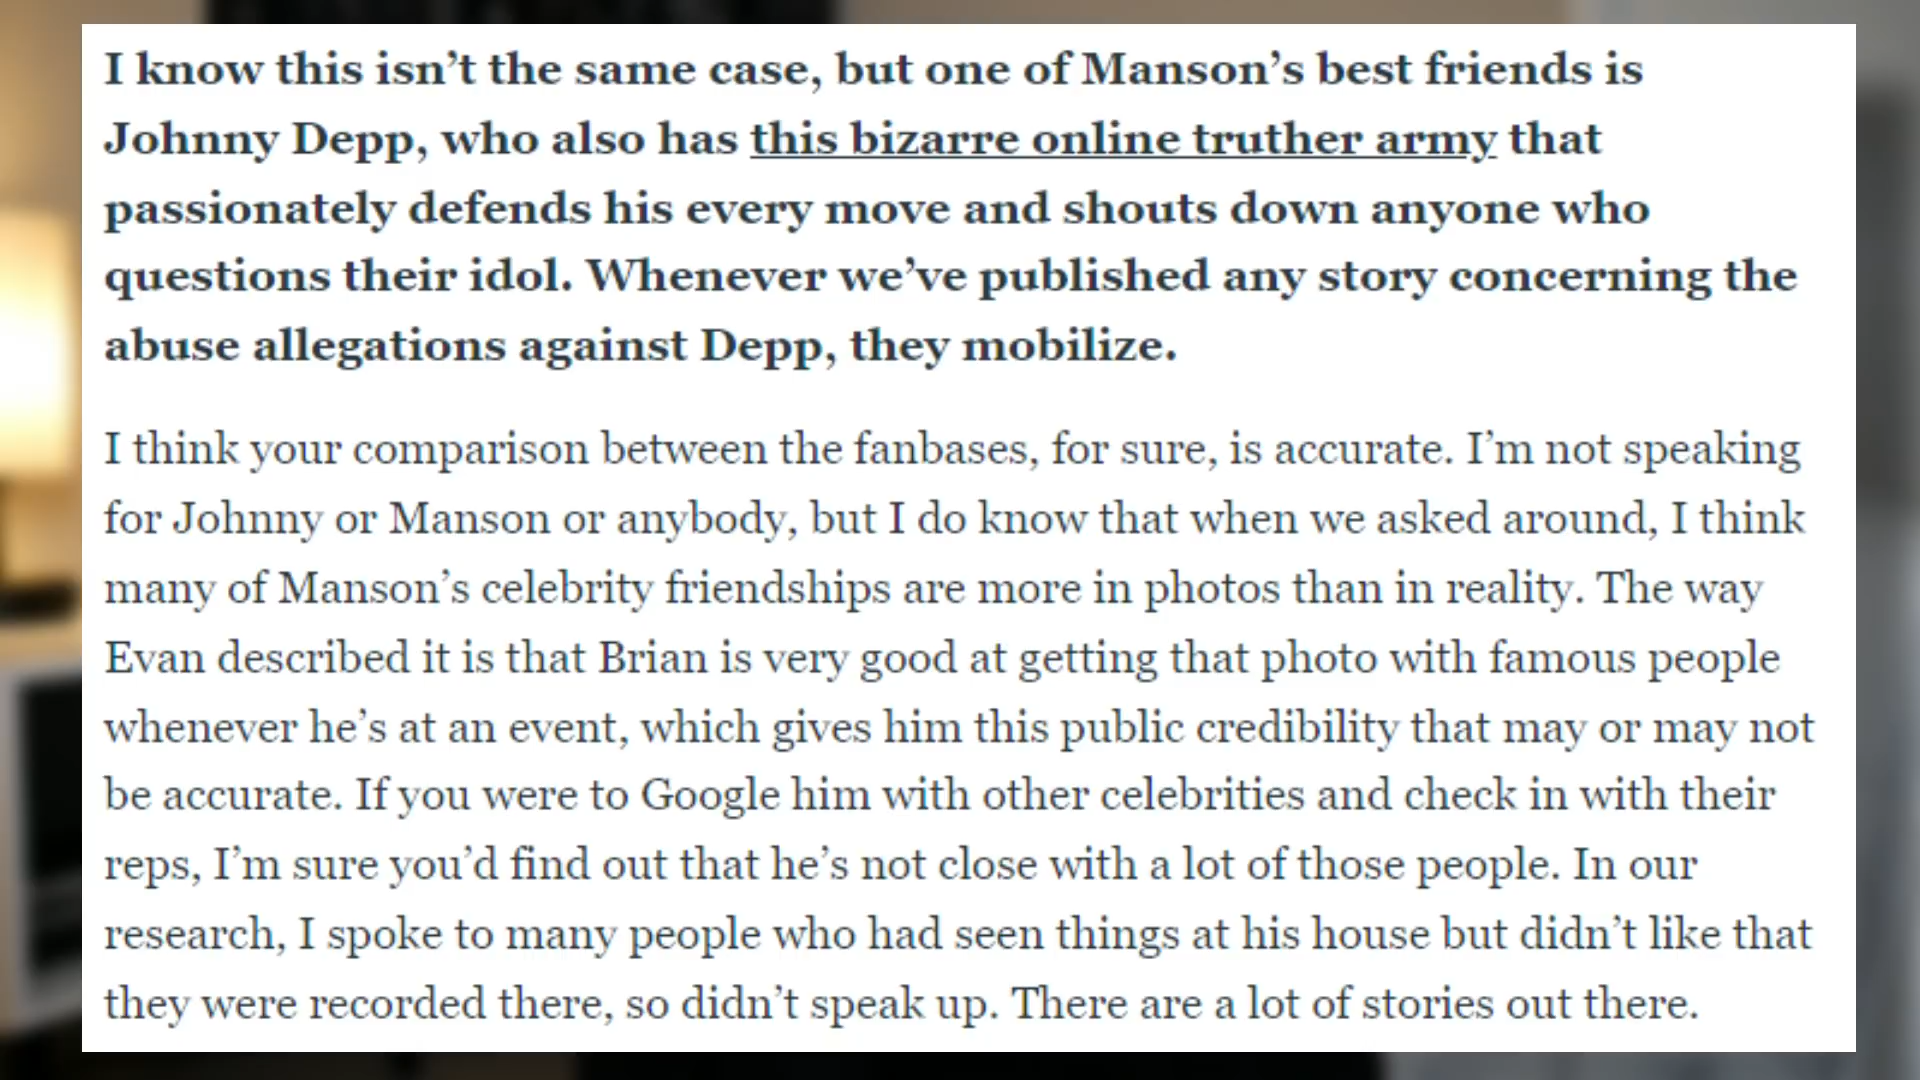 I know this isn’t the same case, but one of Manson’s best friends is
Johnny Depp, who also has this bizarre online truther army that
passionately defends his every move and shouts down anyone who
questions their idol. Whenever we’ve published any story concerning the
abuse allegations against Depp, they mobilize.
I think your comparison between the fanbases, for sure, is accurate. I’m not speaking
for Johnny or Manson or anybody, but I do know that when we asked around, I think
many of Manson’s celebrity friendships are more in photos than in reality. The way
Evan described it is that Brian is very good at getting that photo with famous people
whenever he’s at an event, which gives him this public credibility that may or may not
be accurate. If you were to Google him with other celebrities and check in with their
reps, I’m sure you’d find out that he’s not close with a lot of those people. In our
research, I spoke to many people who had seen things at his house but didn’t like that
they were recorded there, so didn’t speak up. There are a lot of stories out there.